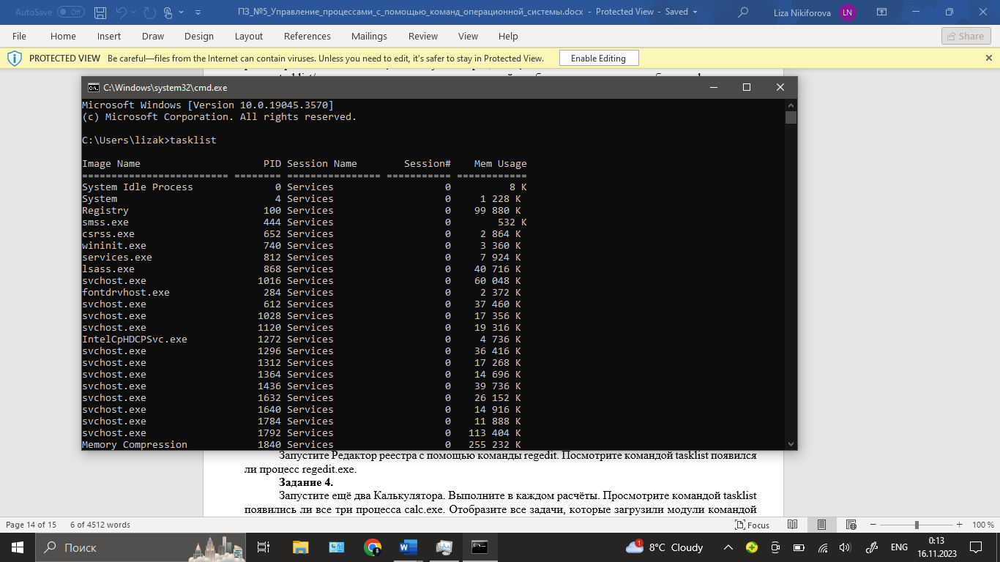 AutoSave Off ПЗ_№5_Управление_процессами_с_помощью_команд_операционной_системы.docx - Protected View - Saved Liza Nikiforova LN
File Home Insert Draw Design Layout References Mailings Review View Help Share
PROTECTED VIEW Be careful—files from the Internet can contain viruses. Unless you need to edit, it's safer to stay in Protected View. Enable Editing
C:\Windows\system32\cmd.exe
Microsoft Windows [Version 10.0.19045.3570]
(c) Microsoft Corporation. All rights reserved.
C:\Users\lizak>tasklist
Image Name PID Session Name Session# Mem Usage
========================= ======== ================ =========== ============
System Idle Process 0 Services 0 8 K
System 4 Services 0 1 228 K
Registry 100 Services 0 99 880 K
smss.exe 444 Services 0 532 K
csrss.exe 652 Services 0 2 864 K
wininit.exe 740 Services 0 3 360 K
services.exe 812 Services 0 7 924 K
lsass.exe 868 Services 0 40 716 K
svchost.exe 1016 Services 0 60 048 K
fontdrvhost.exe 284 Services 0 2 372 K
svchost.exe 612 Services 0 37 460 K
svchost.exe 1028 Services 0 17 356 K
svchost.exe 1120 Services 0 19 316 K
IntelCpHDCPSvc.exe 1272 Services 0 4 736 K
svchost.exe 1296 Services 0 36 416 K
svchost.exe 1312 Services 0 17 268 K
svchost.exe 1364 Services 0 14 696 K
svchost.exe 1436 Services 0 39 736 K
svchost.exe 1632 Services 0 26 152 K
svchost.exe 1640 Services 0 14 916 K
svchost.exe 1784 Services 0 11 888 K
svchost.exe 1792 Services 0 113 404 K
Memory Compression 1840 Services 0 255 232 K
Запустите Редактор реестра с помощью команды regedit. Посмотрите командой tasklist появился
ли процесс regedit.exe.
Задание 4.
Запустите ещё два Калькулятора. Выполните в каждом расчёты. Просмотрите командой tasklist
появились ли все три процесса calc.exe. Отобразите все задачи, которые загрузили модули командой
Page 14 of 15 6 of 4512 words Focus 100 %
Поиск 1 8°C Cloudy ENG 0:13
16.11.2023